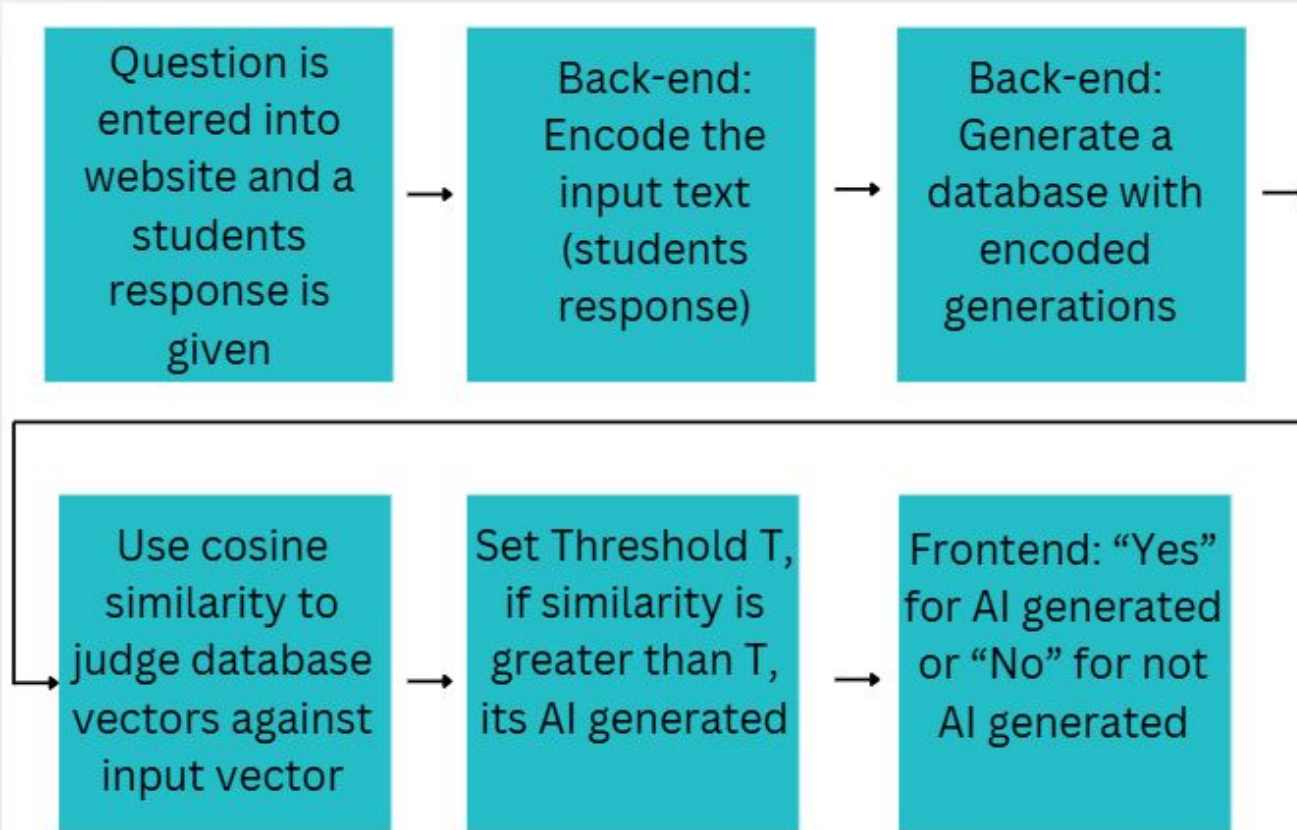 Question is
entered into
website and a
students
response is
given
Back-end:
Encode the
input text
(students
response)
Back-end:
Generate a
database with
encoded
generations
Use cosine
similarity to
judge database
vectors against
input vector
Set Threshold T,
if similarity is
greater than T,
its AI generated
Frontend: “Yes”
for AI generated
or “No” for not
AI generated